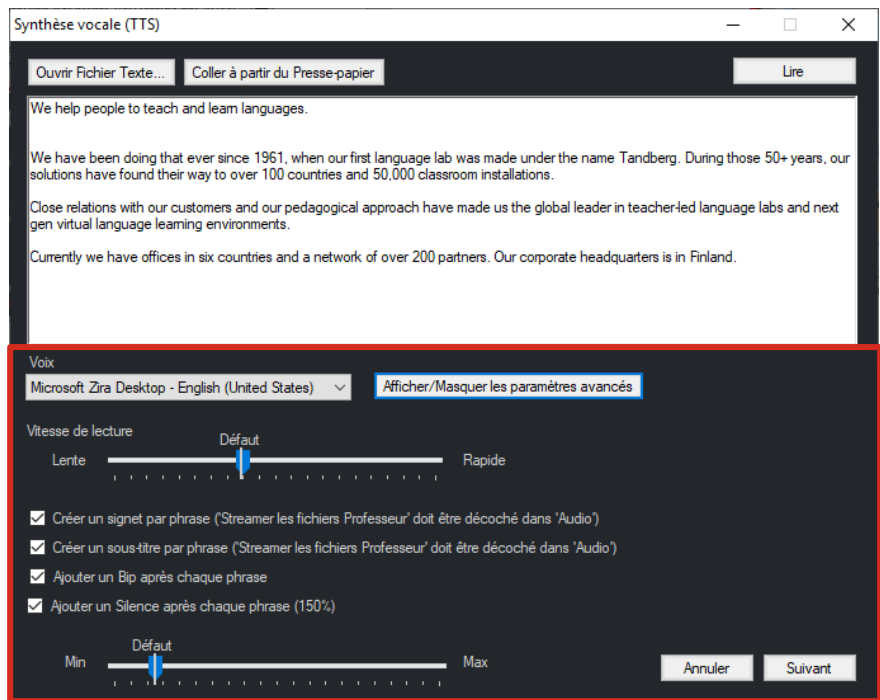 Synthèse vocale (TTS)
Ouvrir Fichier Texte... Coller à partir du Presse-papier Lire
We help people to teach and learn languages.
We have been doing that ever since 1961, when our first language lab was made under the name Tandberg. During those 50+ years, our
solutions have found their way to over 100 countries and 50,000 classroom installations.
Close relations with our customers and our pedagogical approach have made us the global leader in teacher-led language labs and next
gen virtual language learning environments.
Currently we have offices in six countries and a network of over 200 partners. Our corporate headquarters is in Finland.
Voix
Microsoft Zira Desktop - English (United States) Afficher/Masquer les paramètres avancés
Vitesse de lecture
Défaut
Lente Rapide
Créer un signet par phrase ('Streamer les fichiers Professeur' doit être décoché dans 'Audio')
Créer un sous-titre par phrase ('Streamer les fichiers Professeur' doit être décoché dans 'Audio')
Ajouter un Bip après chaque phrase
Ajouter un Silence après chaque phrase (150%)
Défaut
Min Max
Annuler Suivant